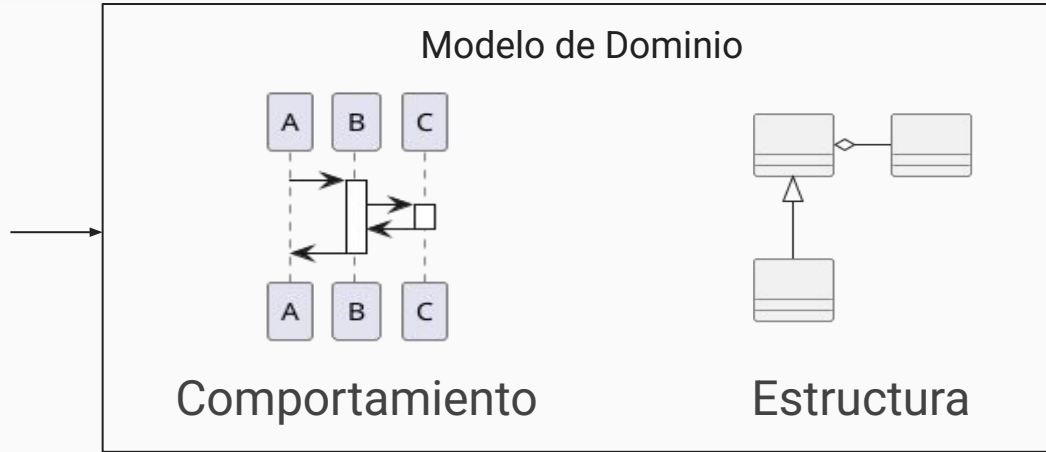 Modelo de Dominio
A B C
A B C
Comportamiento
Estructura